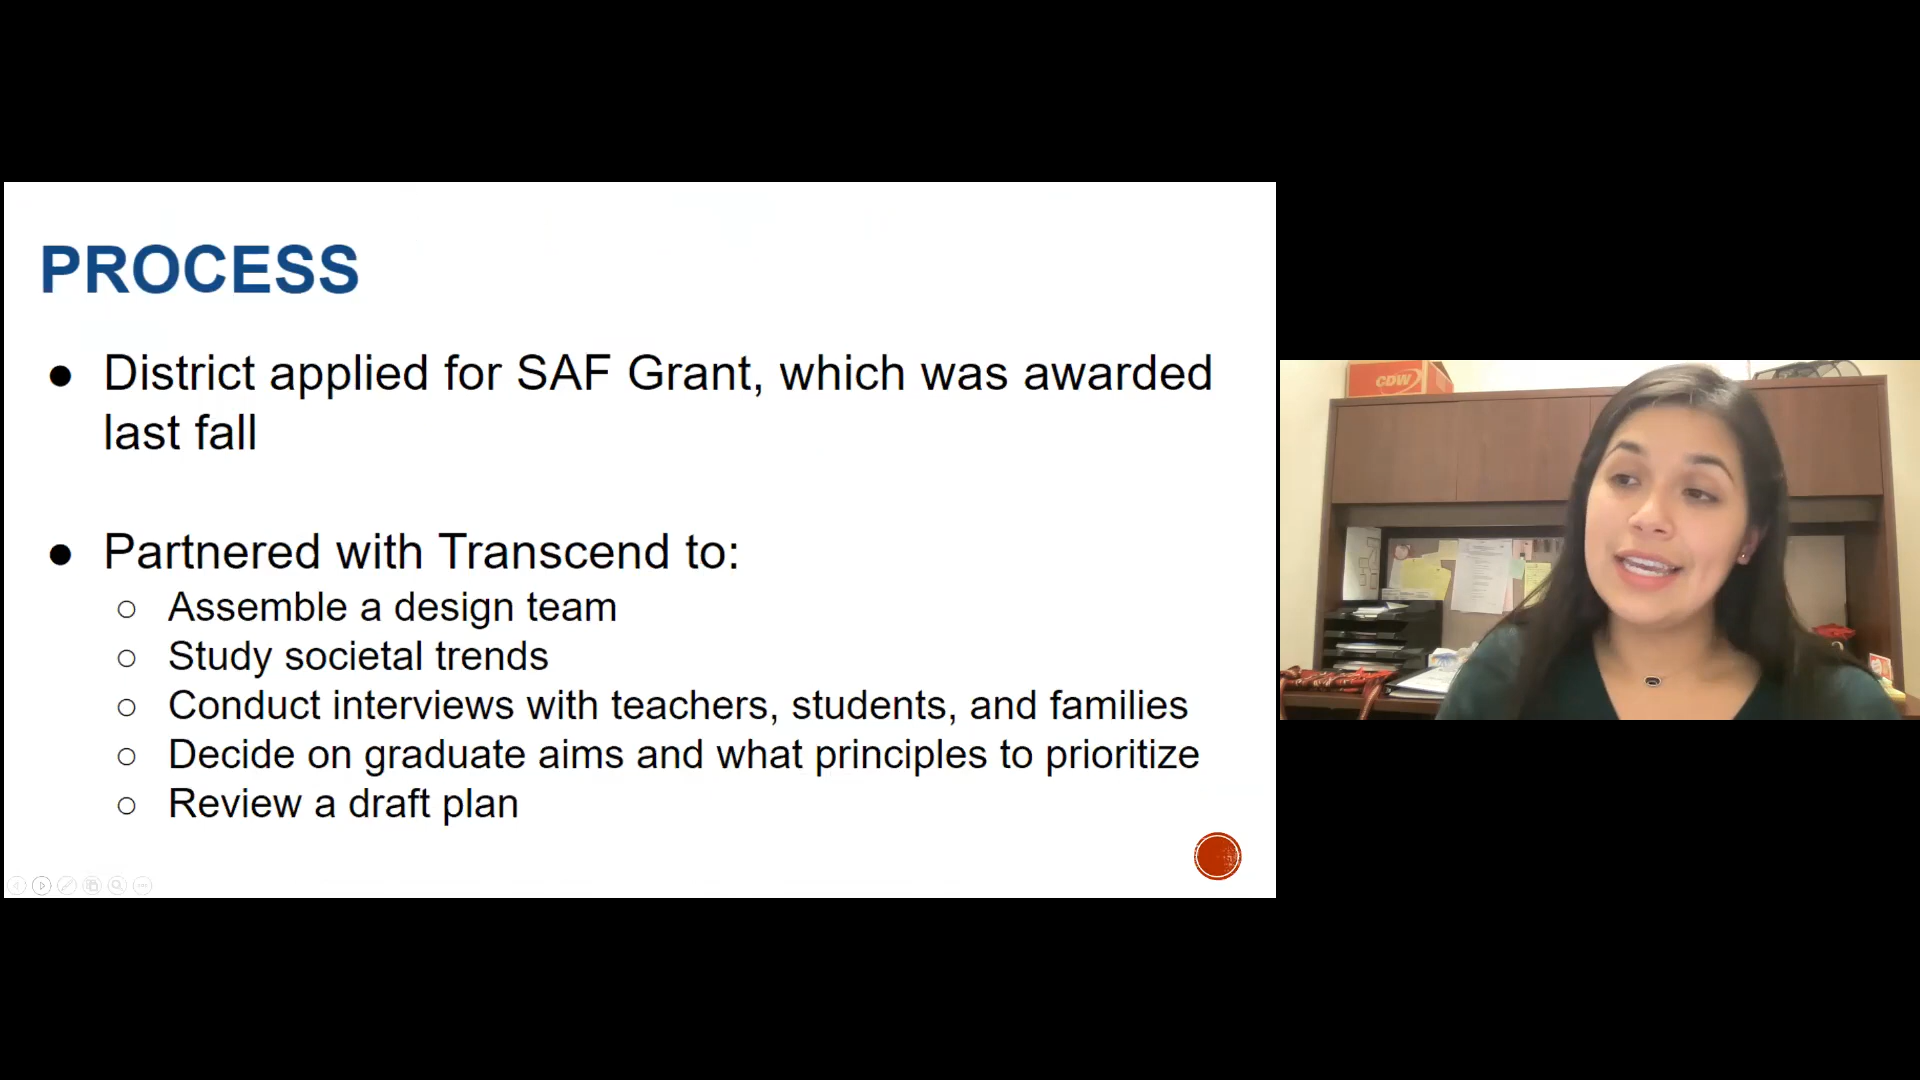 PROCESS
● District applied for SAF Grant, which was awarded
last fall
● Partnered with Transcend to:
○ Assemble a design team
○ Study societal trends
○ Conduct interviews with teachers, students, and families
○ Decide on graduate aims and what principles to prioritize
○ Review a draft plan
CDW